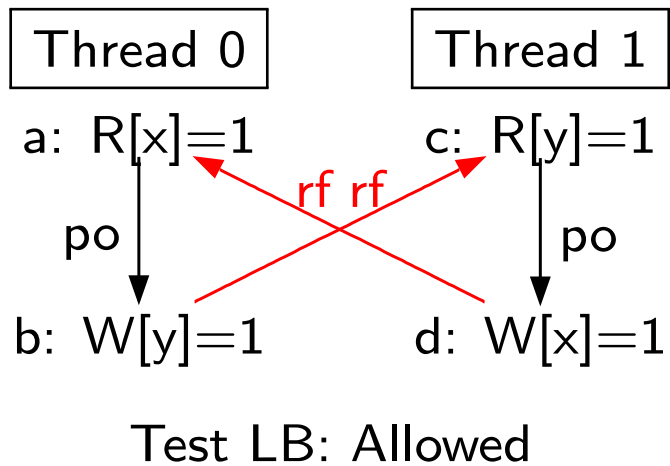 Thread 0 Thread 1
a: R[x]=1 c: R[y]=1
rf rf
po po
b: W[y]=1 d: W[x]=1
Test LB: Allowed